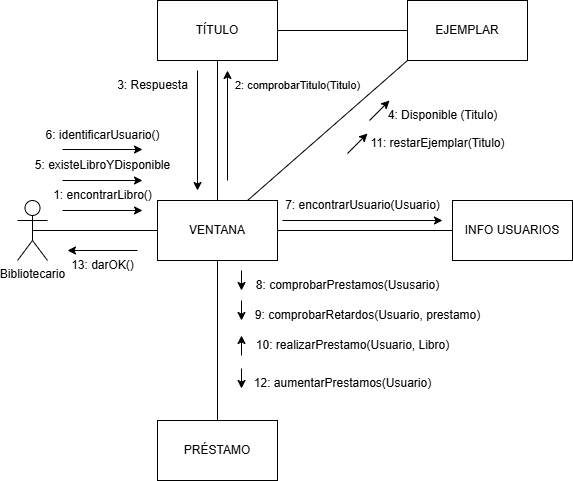 TÍTULO
EJEMPLAR
3: Respuesta
2: comprobarTitulo(Titulo)
4: Disponible (Titulo)
11: restarEjemplar(Titulo)
6: identificarUsuario()
5: existeLibroYDisponible
1: encontrarLibro()
7: encontrarUsuario(Usuario)
VENTANA
INFO USUARIOS
Bibliotecario
13: darOK()
8: comprobarPrestamos(Ususario)
9: comprobarRetardos(Usuario, prestamo)
10: realizarPrestamo(Usuario, Libro)
12: aumentarPrestamos(Usuario)
PRÉSTAMO